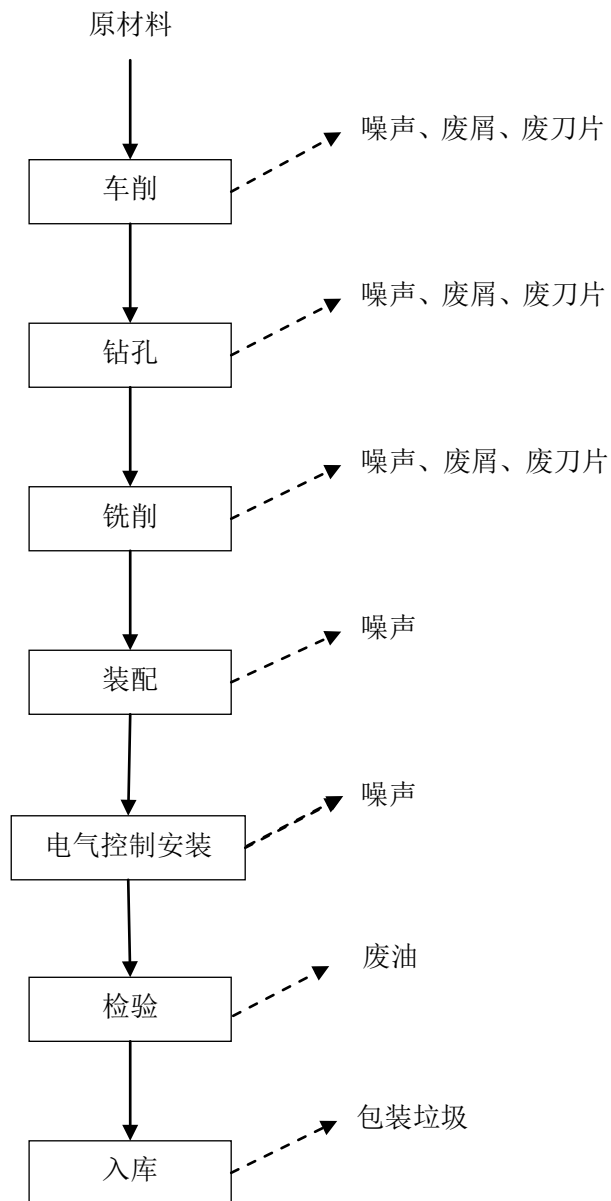 原材料
噪声、废屑、废刀片
车削
噪声、废屑、废刀片
钻孔
噪声、废屑、废刀片
铣削
噪声
装配
噪声
电气控制安装
废油
检验
包装垃圾
入库